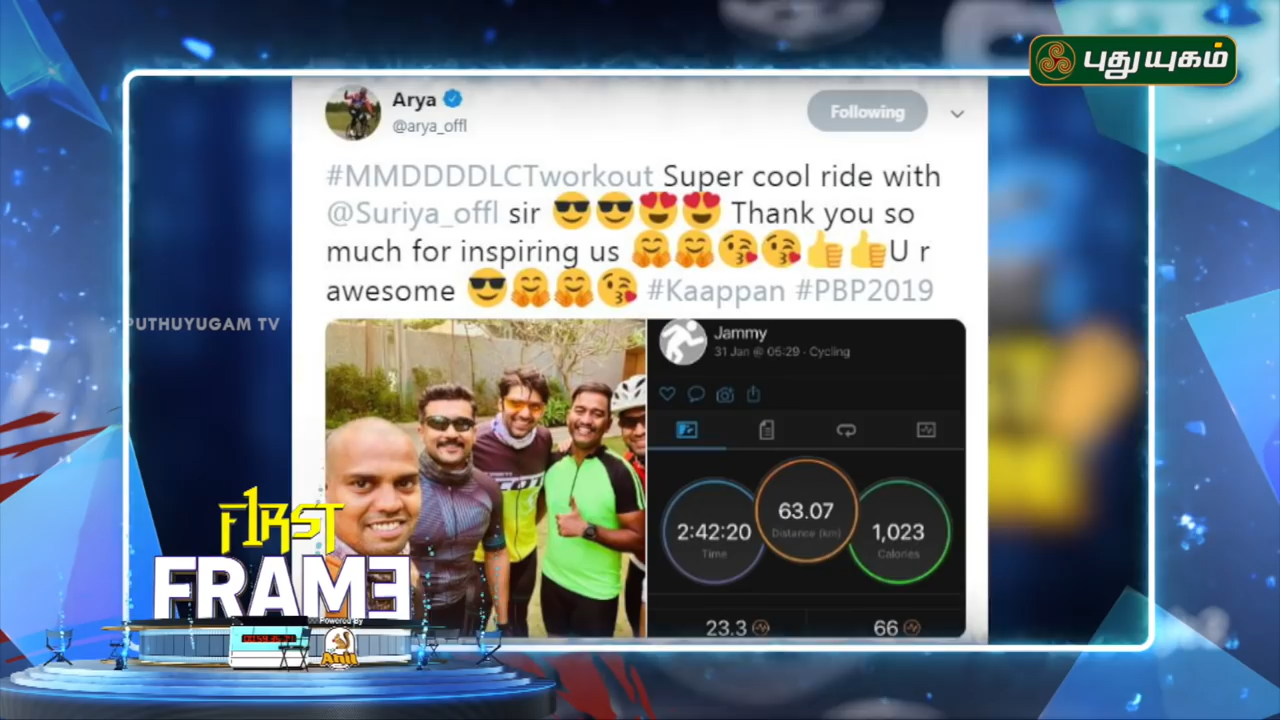 புதுயுகம்
Arya
@arya_offl
Following
#MMDDDDLCTworkout Super cool ride with
@Suriya_offl sir 😎😎😍😍 Thank you so
much for inspiring us 🤗🤗😘😘👍👍U r
awesome 😎🤗🤗😘 #Kaappan #PBP2019
PUTHUYUGAM TV
Jammy
31 Jan @ 06:29 · Cycling
2:42:20
Time
63.07
Distance (km)
1,023
Calories
23.3
66
F1RST
FRAME
Powered By
Anil